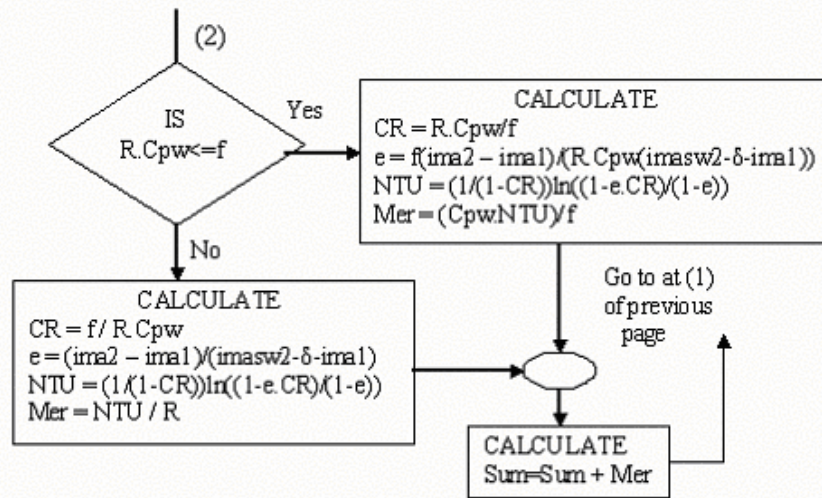 (2)
IS
R.Cpw<=f
Yes
CALCULATE
CR = R.Cpw/f
e = f(ima2 – ima1)/(R.Cpw(imasw2-δ-ima1))
NTU = (1/(1-CR))ln((1-e.CR)/(1-e))
Mer = (Cpw.NTU)/f
No
CALCULATE
CR = f / R.Cpw
e = (ima2 – ima1)/(imasw2-δ-ima1)
NTU = (1/(1-CR))ln((1-e.CR)/(1-e))
Mer = NTU / R
Go to at (1)
of previous
page
CALCULATE
Sum=Sum + Mer